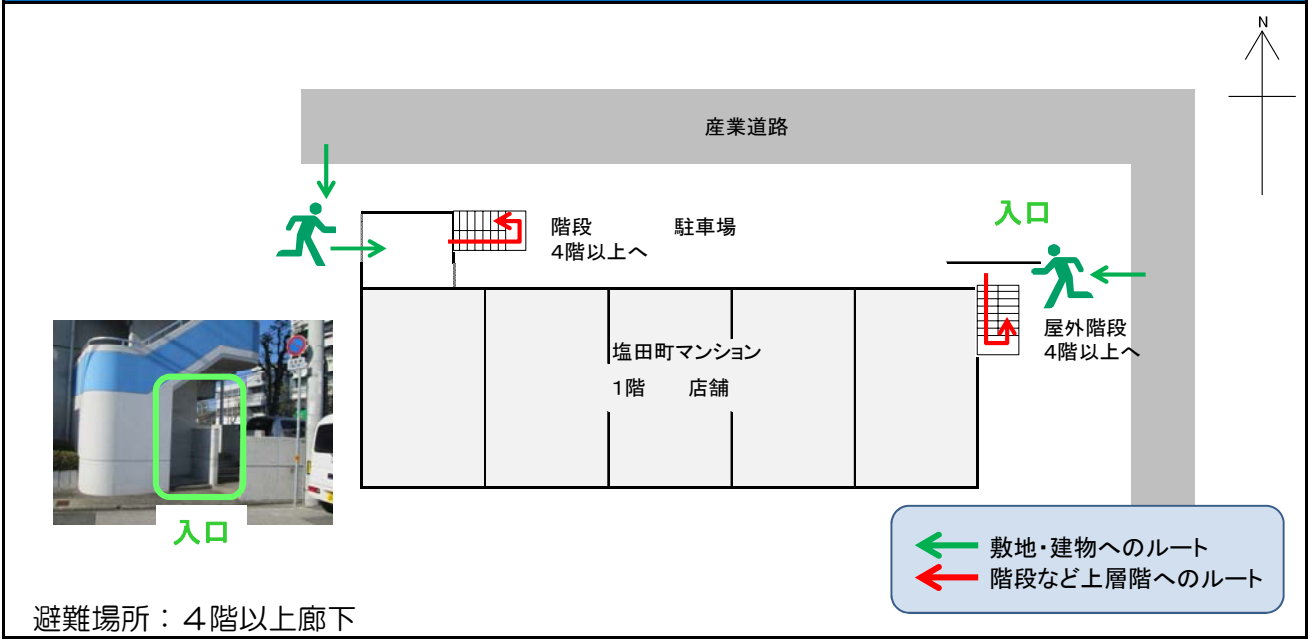 N
産業道路
入口
階段
4階以上へ
駐車場
屋外階段
4階以上へ
塩田町マンション
1階 店舗
入口
敷地・建物へのルート
階段など上層階へのルート
避難場所：４階以上廊下